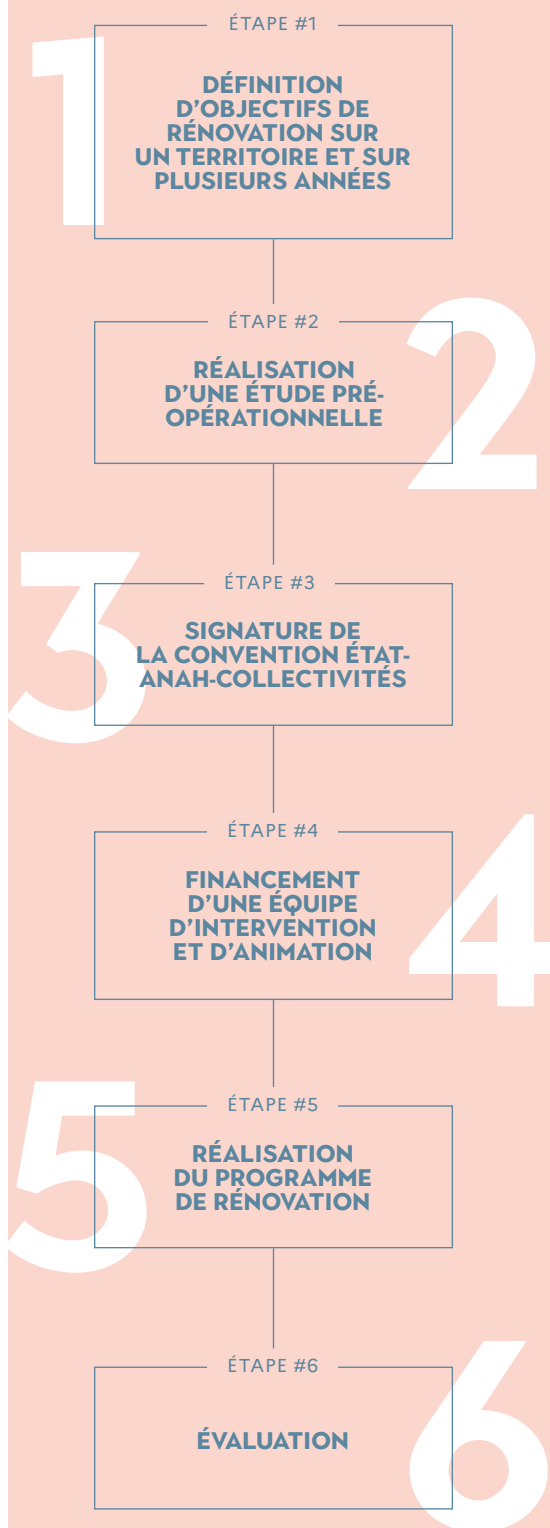 1
ÉTAPE #1
DÉFINITION
D’OBJECTIFS DE
RÉNOVATION SUR
UN TERRITOIRE ET SUR
PLUSIEURS ANNÉES
2
ÉTAPE #2
RÉALISATION
D’UNE ÉTUDE PRÉ-
OPÉRATIONNELLE
3
ÉTAPE #3
SIGNATURE DE
LA CONVENTION ÉTAT-
ANAH-COLLECTIVITÉS
4
ÉTAPE #4
FINANCEMENT
D’UNE ÉQUIPE
D’INTERVENTION
ET D’ANIMATION
5
ÉTAPE #5
RÉALISATION
DU PROGRAMME
DE RÉNOVATION
6
ÉTAPE #6
ÉVALUATION